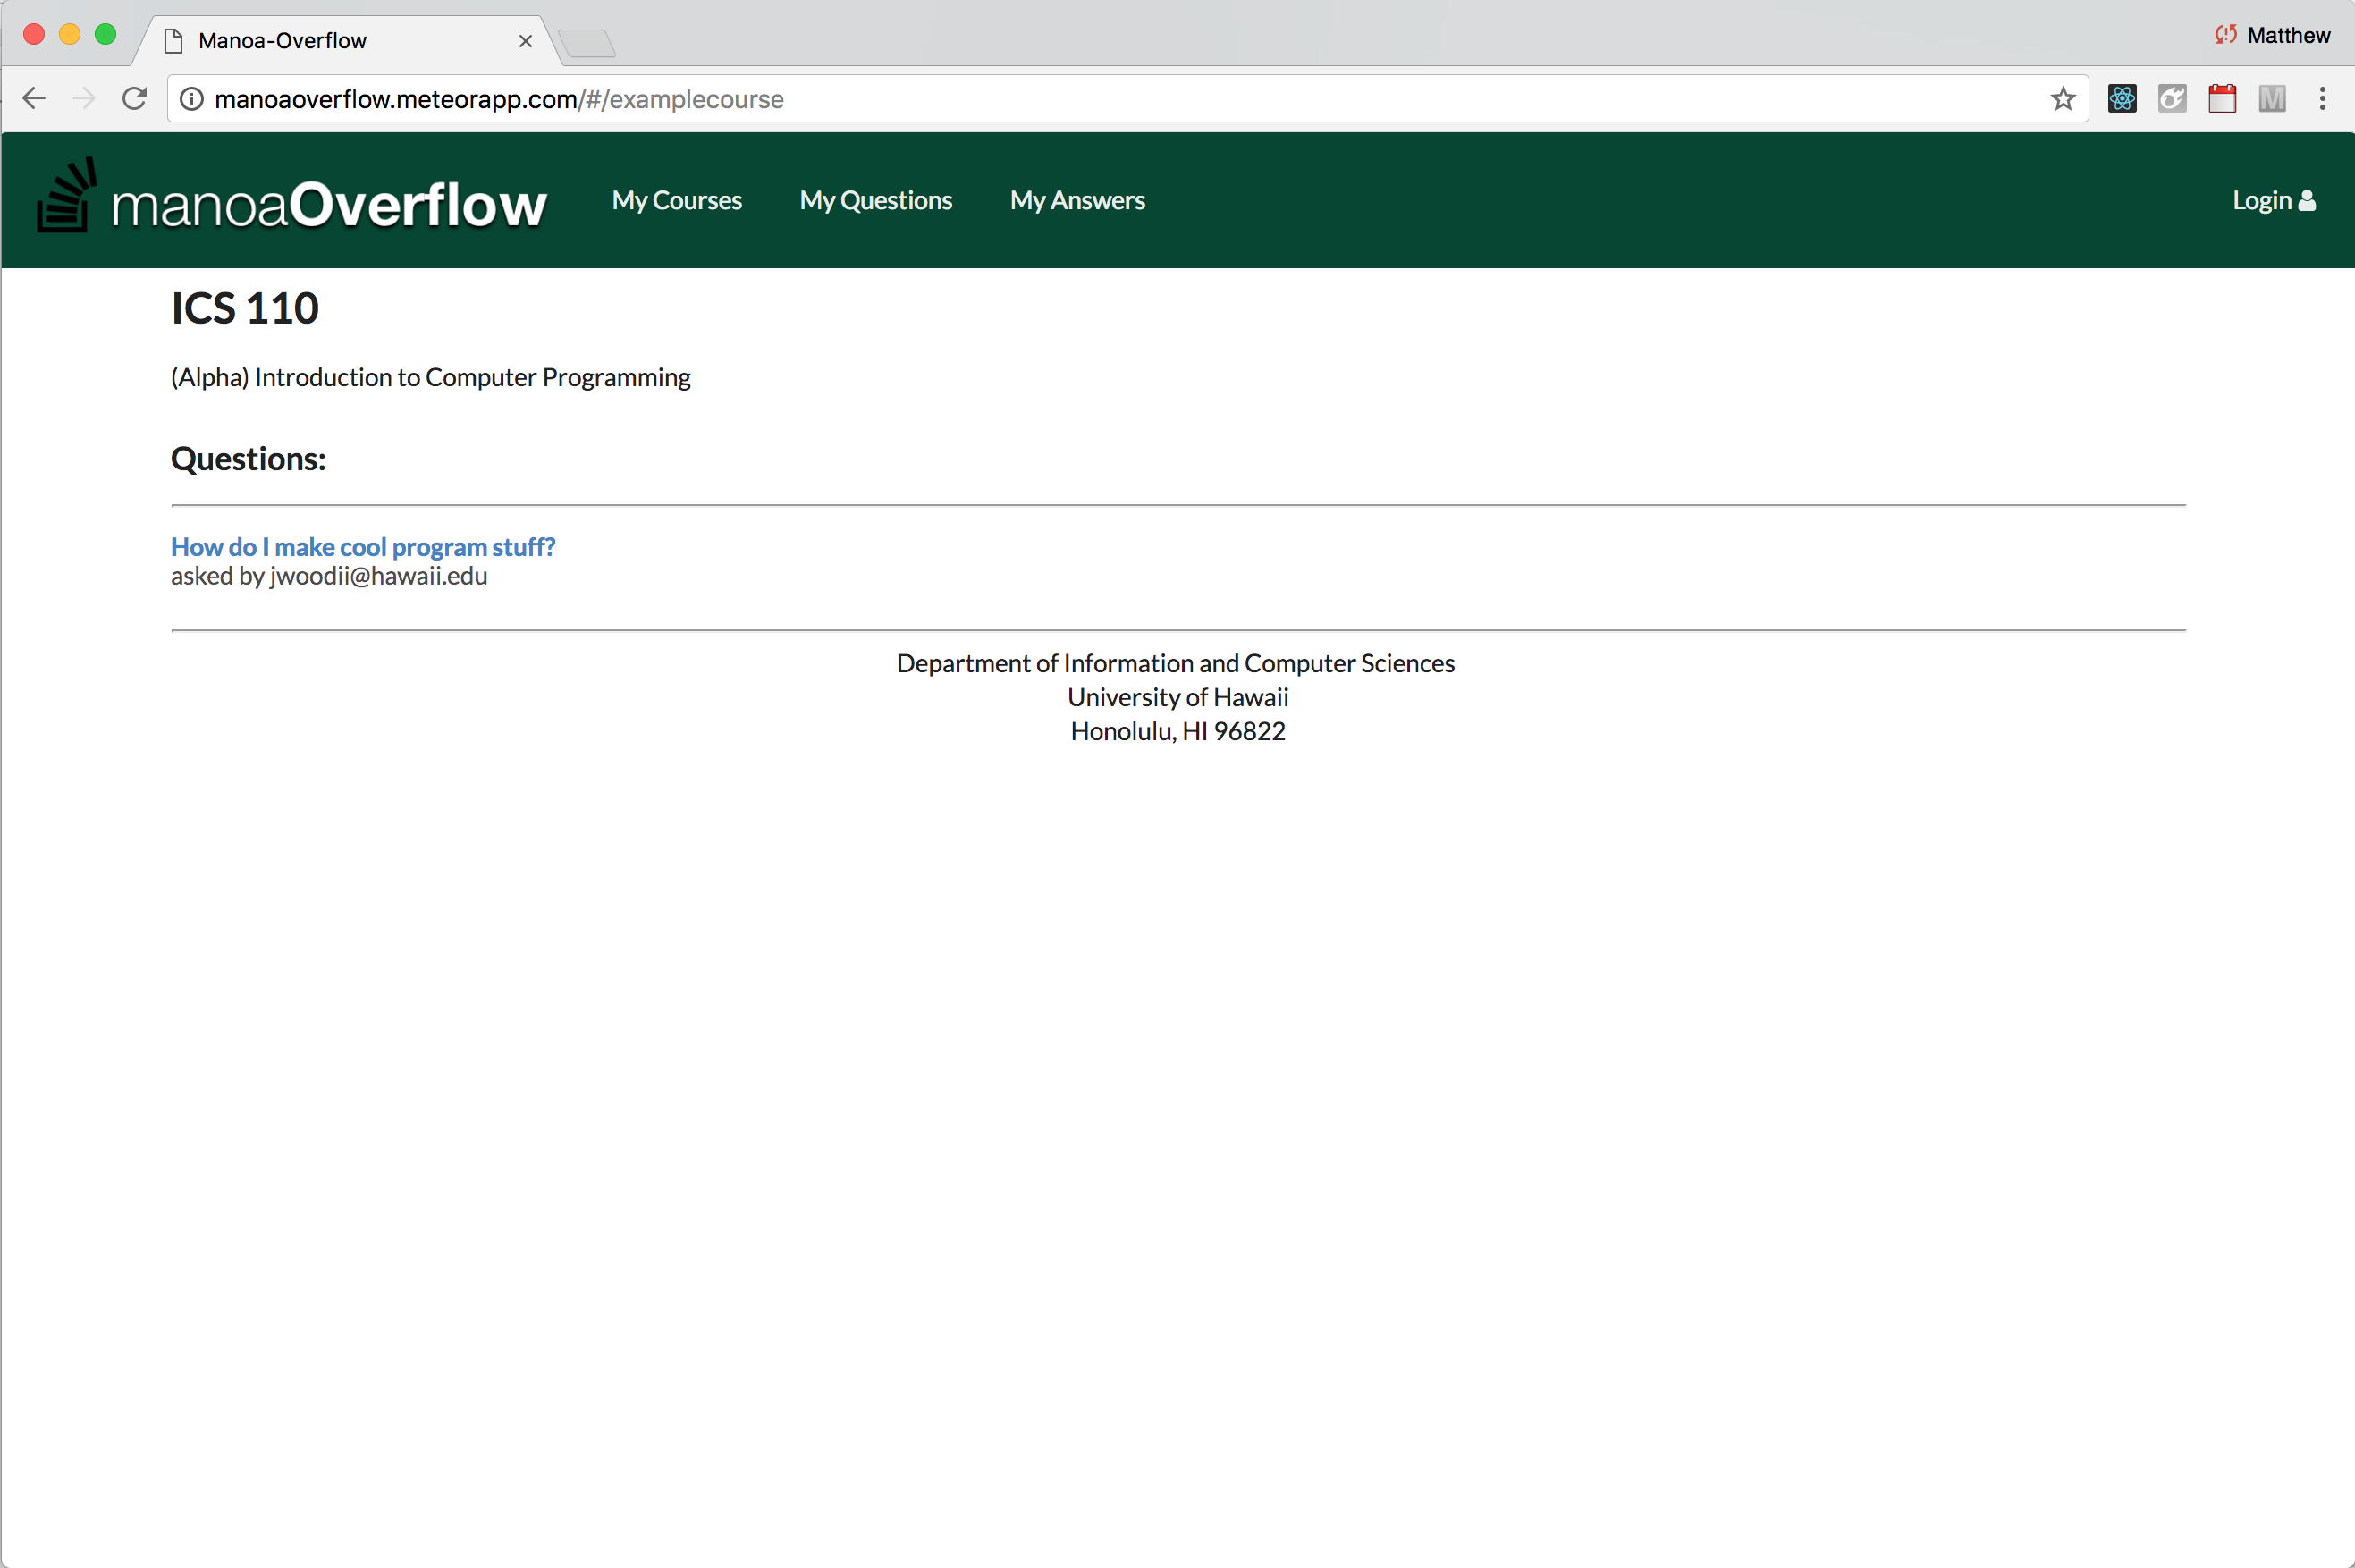 Manoa-Overflow
Matthew
manoaoverflow.meteorapp.com/#/examplecourse
M
manoaOverflow
My Courses
My Questions
My Answers
Login
ICS 110
(Alpha) Introduction to Computer Programming
Questions:
How do I make cool program stuff?
asked by jwoodii@hawaii.edu
Department of Information and Computer Sciences
University of Hawaii
Honolulu, HI 96822